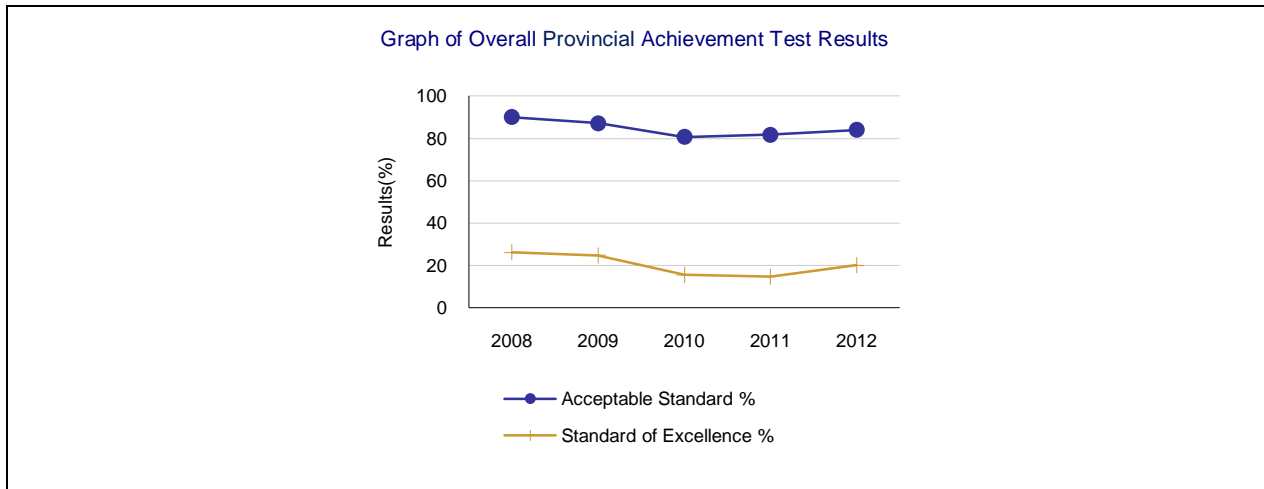 Graph of Overall Provincial Achievement Test Results
100
80
60
40
20
0
Results(%)
2008 2009 2010 2011 2012
Acceptable Standard %
Standard of Excellence %